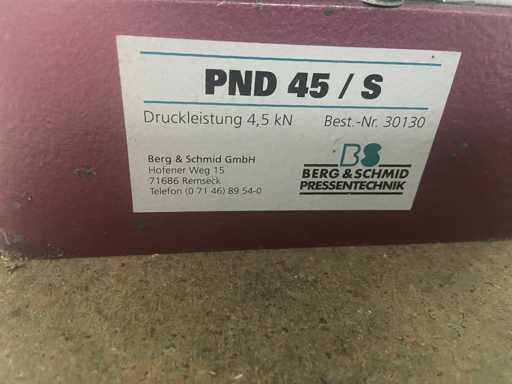 PND 45 / S
Druckleistung 4,5 kN Best.-Nr. 30130
Berg & Schmid GmbH
Hofener Weg 15
71686 Remseck
Telefon (0 71 46) 89 54-0
BS
BERG & SCHMID
PRESSENTECHNIK